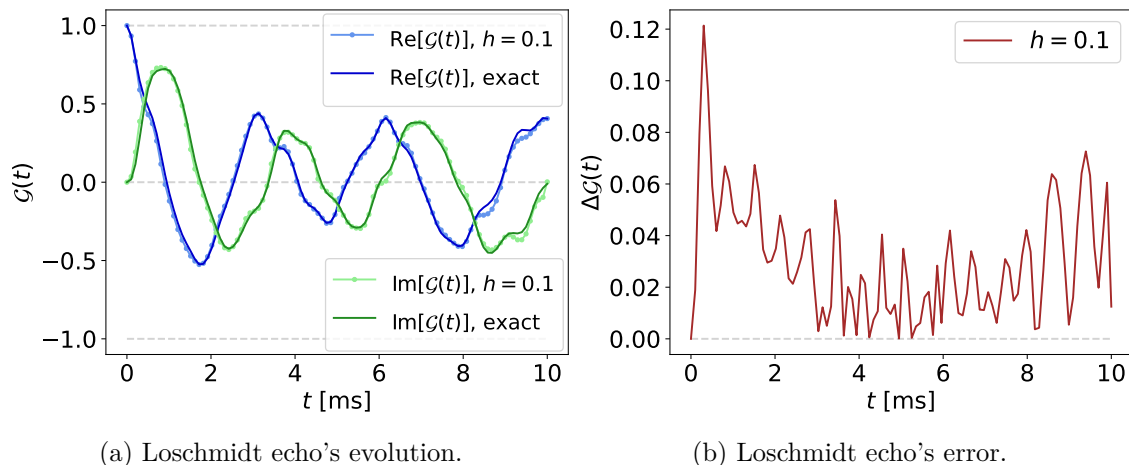 1.0
0.5
0.0
−0.5
−1.0
𝒢(t)
Re[𝒢(t)], h = 0.1
Re[𝒢(t)], exact
Im[𝒢(t)], h = 0.1
Im[𝒢(t)], exact
0 2 4 6 8 10
t [ms]
(a) Loschmidt echo's evolution.
0.12
0.10
0.08
0.06
0.04
0.02
0.00
Δ𝒢(t)
h = 0.1
0 2 4 6 8 10
t [ms]
(b) Loschmidt echo's error.